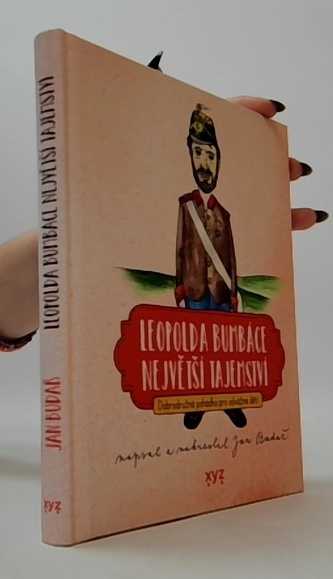 LEOPOLDA BUMBÁCE NEJVĚTŠÍ TAJEMSTVÍ
JAN BUDAŘ
xyz
LEOPOLDA BUMBÁCE
NEJVĚTŠÍ TAJEMSTVÍ
Dobrodružná pohádka pro odvážné děti
napsal a nakreslil Jan Budař
xyz